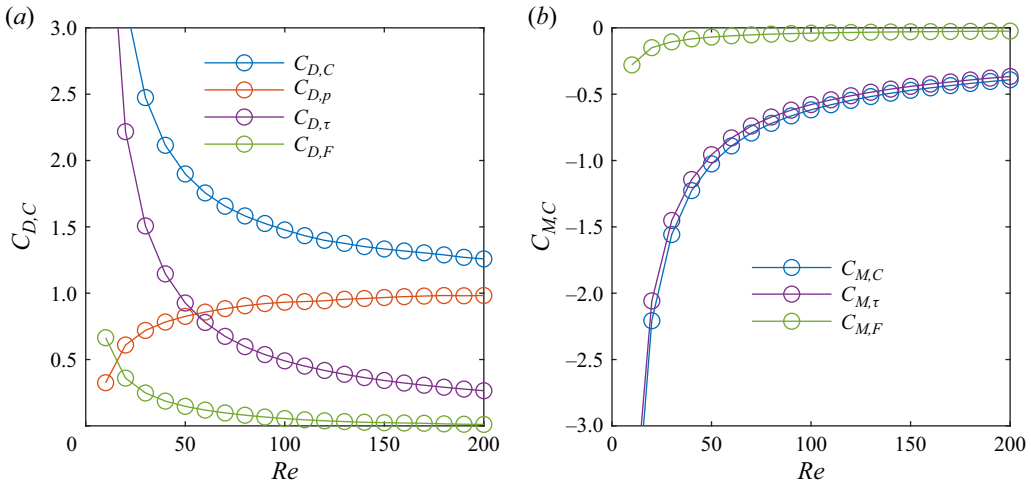 (a)
3.0
2.5
2.0
1.5
1.0
0.5
0
50
100
150
200
C_{D,C}
Re
C_{D,C}
C_{D,p}
C_{D,τ}
C_{D,F}
(b)
0
−0.5
−1.0
−1.5
−2.0
−2.5
−3.0
0
50
100
150
200
C_{M,C}
Re
C_{M,C}
C_{M,τ}
C_{M,F}